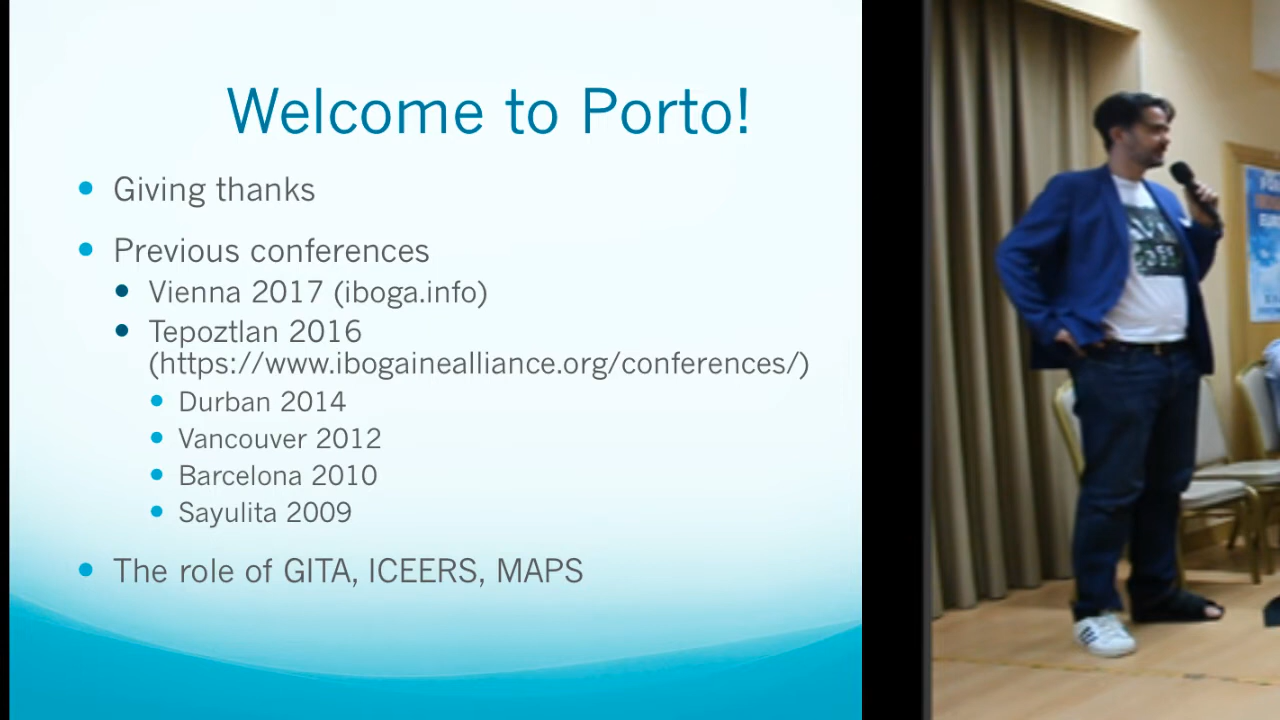 Welcome to Porto!
Giving thanks
Previous conferences
Vienna 2017 (iboga.info)
Tepoztlan 2016
(https://www.ibogainealliance.org/conferences/)
Durban 2014
Vancouver 2012
Barcelona 2010
Sayulita 2009
The role of GITA, ICEERS, MAPS